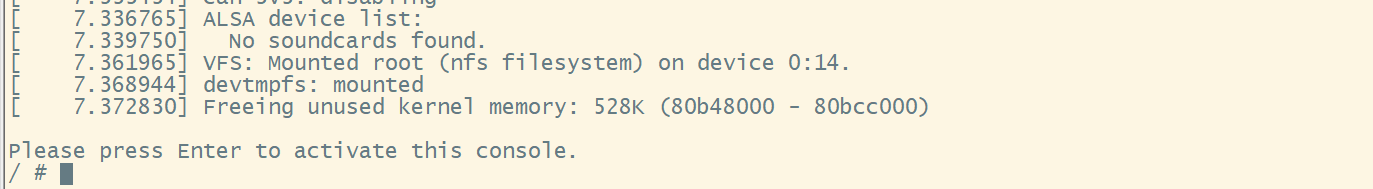 [    7.336765] ALSA device list:
[    7.339750]   No soundcards found.
[    7.361965] VFS: Mounted root (nfs filesystem) on device 0:14.
[    7.368944] devtmpfs: mounted
[    7.372830] Freeing unused kernel memory: 528K (80b48000 - 80bcc000)
Please press Enter to activate this console.
/ #